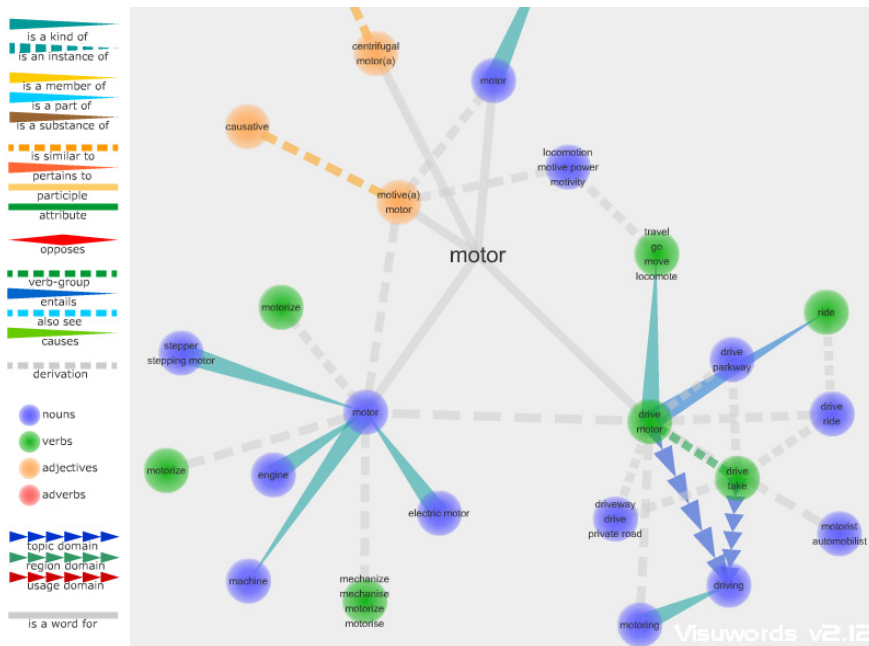 is a kind of
is an instance of
is a member of
is a part of
is a substance of
is similar to
pertains to
participle
attribute
opposes
verb-group
entails
also see
causes
derivation
nouns
verbs
adjectives
adverbs
topic domain
region domain
usage domain
is a word for
centrifugal
motor(a)
motor
causative
locomotion
motive power
motivity
motive(a)
motor
travel
go
move
locomote
motor
motorize
ride
stepper
stepping motor
drive
parkway
motor
drive
motor
drive
ride
motorize
engine
drive
take
electric motor
driveway
drive
private road
motorist
automobilist
machine
mechanize
mechanise
motorize
motorise
driving
motoring
Visuwords v2.12